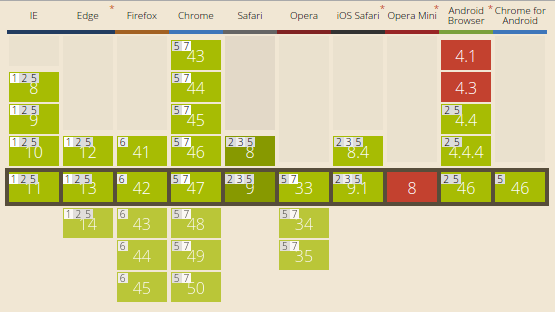 IE Edge * Firefox Chrome Safari Opera iOS Safari * Opera Mini * Android Browser * Chrome for Android
5 7 43 4.1
1 2 5 8 5 7 44 4.3
1 2 5 9 5 7 45 2 5 4.4
1 2 5 10 1 2 5 12 6 41 5 7 46 2 3 5 8 2 3 5 8.4 2 5 4.4.4
1 2 5 11 1 2 5 13 6 42 5 7 47 2 3 5 9 5 7 33 2 3 5 9.1 8 2 5 46 5 46
1 2 5 14 6 43 5 7 48 5 7 34
6 44 5 7 49 5 7 35
6 45 5 7 50